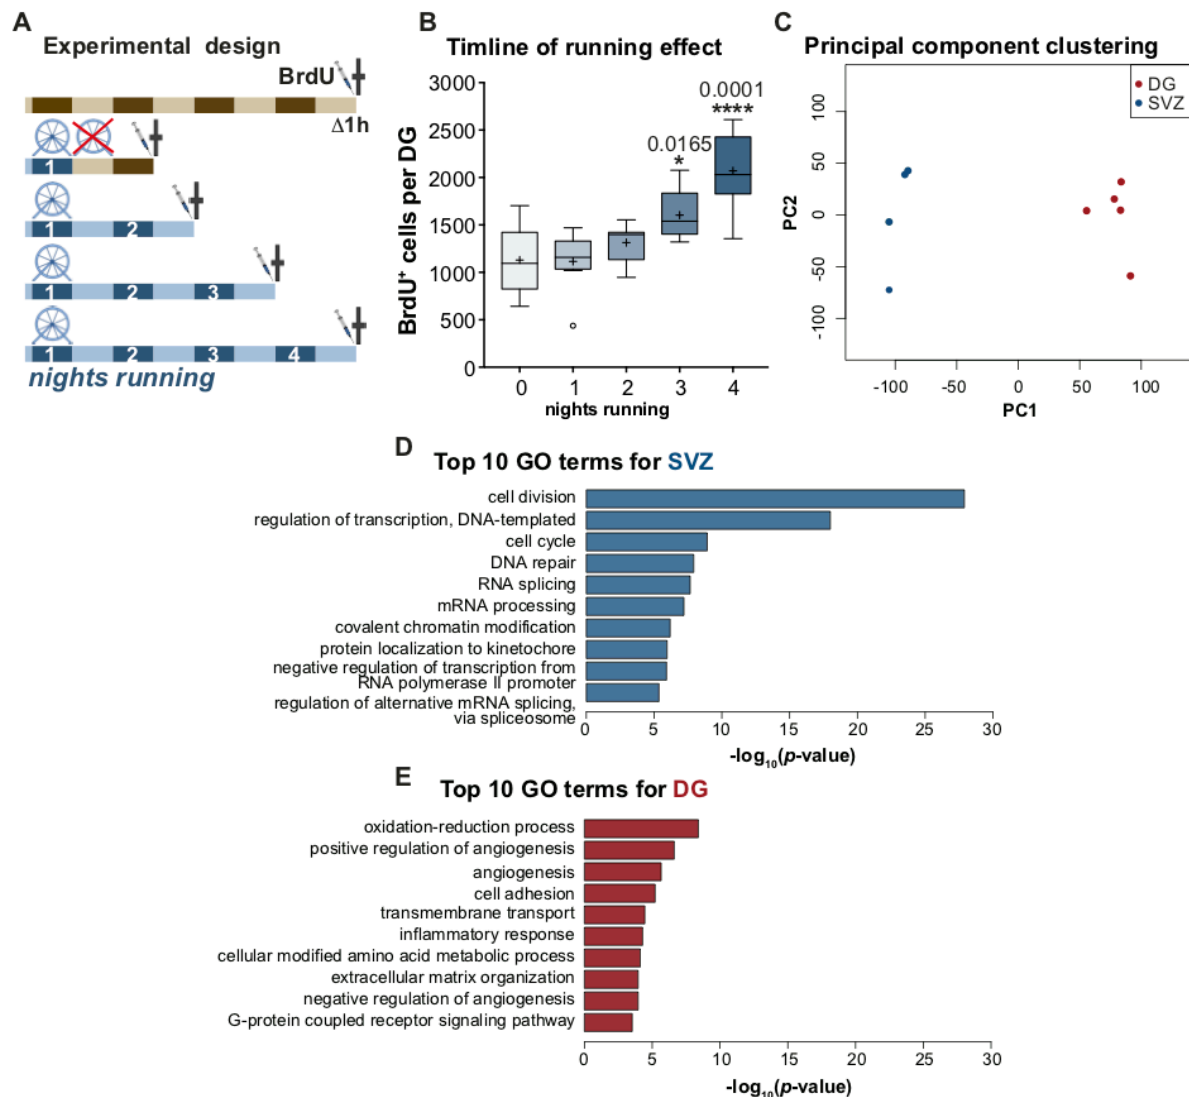 A
Experimental design
BrdU
Δ1h
1
1 2
1 2 3
1 2 3 4
nights running
B
Timline of running effect
BrdU+ cells per DG
3000
2500
2000
1500
1000
500
0
0.0165
*
0.0001
****
0 1 2 3 4
nights running
C
Principal component clustering
DG
SVZ
PC2
100
50
0
-50
-100
-100 -50 0 50 100
PC1
D
Top 10 GO terms for SVZ
cell division
regulation of transcription, DNA-templated
cell cycle
DNA repair
RNA splicing
mRNA processing
covalent chromatin modification
protein localization to kinetochore
negative regulation of transcription from
RNA polymerase II promoter
regulation of alternative mRNA splicing,
via spliceosome
0 5 10 15 20 25 30
-log10(p-value)
E
Top 10 GO terms for DG
oxidation-reduction process
positive regulation of angiogenesis
angiogenesis
cell adhesion
transmembrane transport
inflammatory response
cellular modified amino acid metabolic process
extracellular matrix organization
negative regulation of angiogenesis
G-protein coupled receptor signaling pathway
0 5 10 15 20 25 30
-log10(p-value)